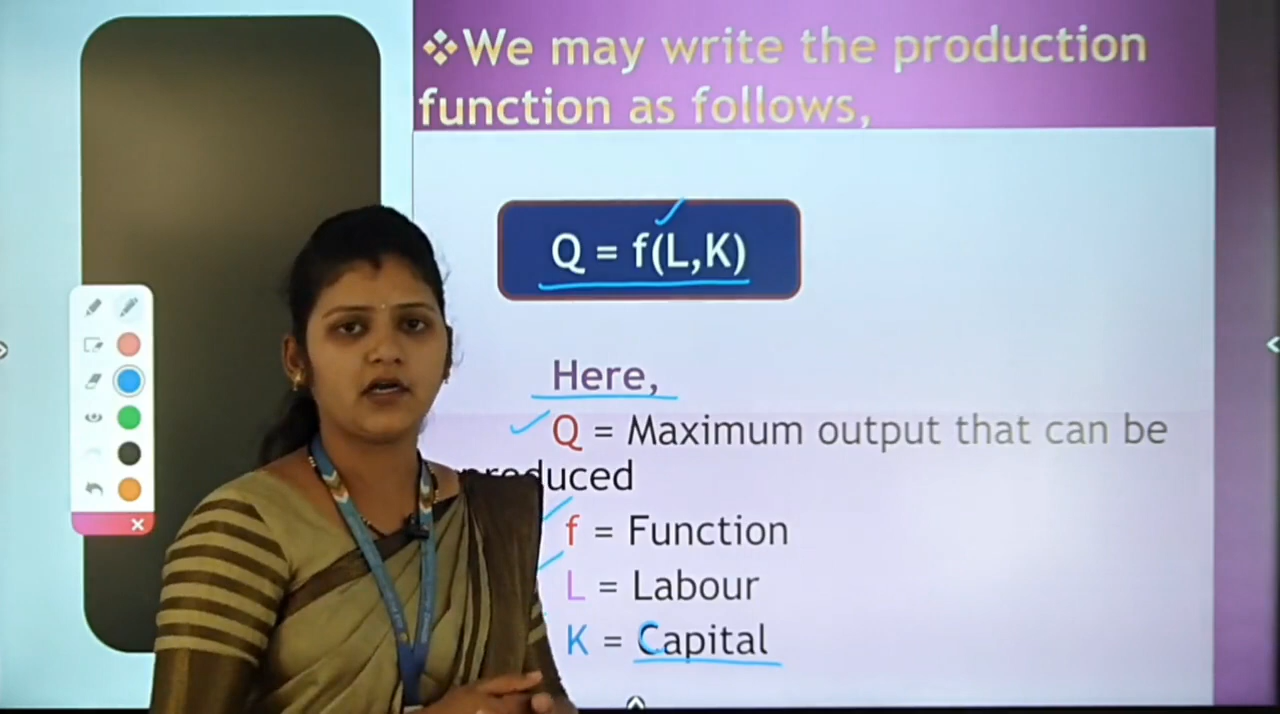 ❖We may write the production
function as follows,
Q = f(L,K)
Here,
Q = Maximum output that can be
produced
f = Function
L = Labour
K = Capital